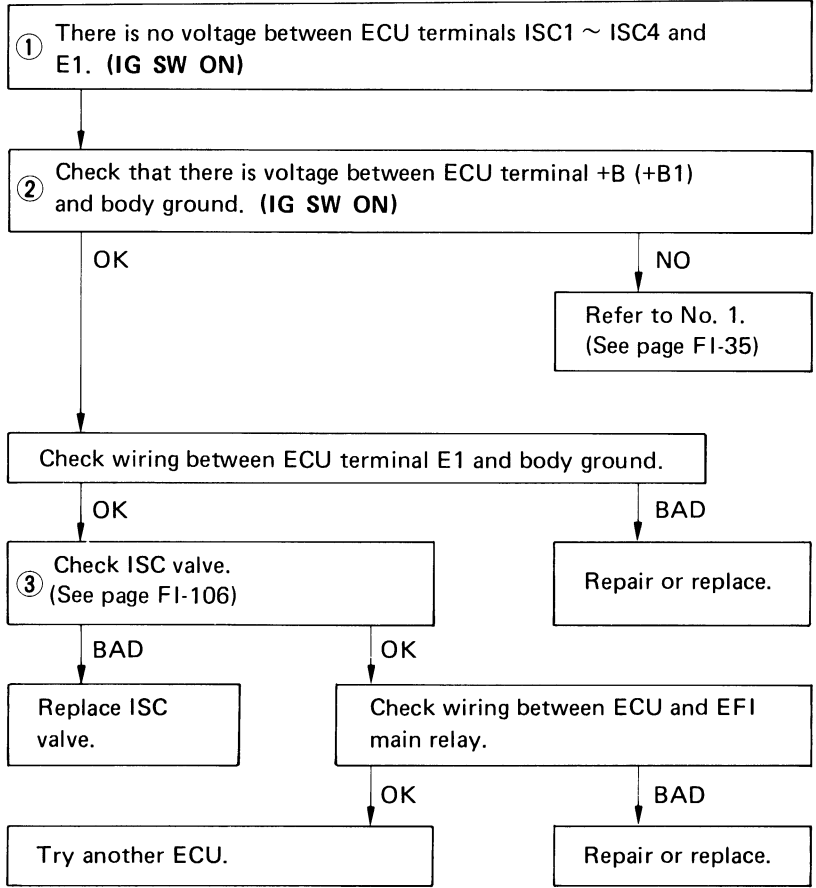 ① There is no voltage between ECU terminals ISC1 ~ ISC4 and
E1. (IG SW ON)
② Check that there is voltage between ECU terminal +B (+B1)
and body ground. (IG SW ON)
OK
NO
Refer to No. 1.
(See page FI-35)
Check wiring between ECU terminal E1 and body ground.
OK
BAD
③ Check ISC valve.
(See page FI-106)
Repair or replace.
BAD
OK
Replace ISC
valve.
Check wiring between ECU and EFI
main relay.
OK
BAD
Try another ECU.
Repair or replace.